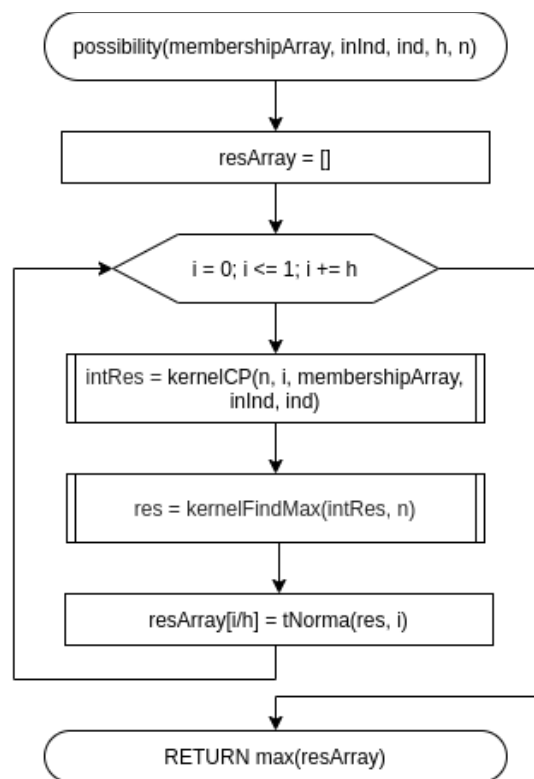 possibility(membershipArray, inInd, ind, h, n)
resArray = []
i = 0; i <= 1; i += h
intRes = kernelCP(n, i, membershipArray,
inInd, ind)
res = kernelFindMax(intRes, n)
resArray[i/h] = tNorma(res, i)
RETURN max(resArray)